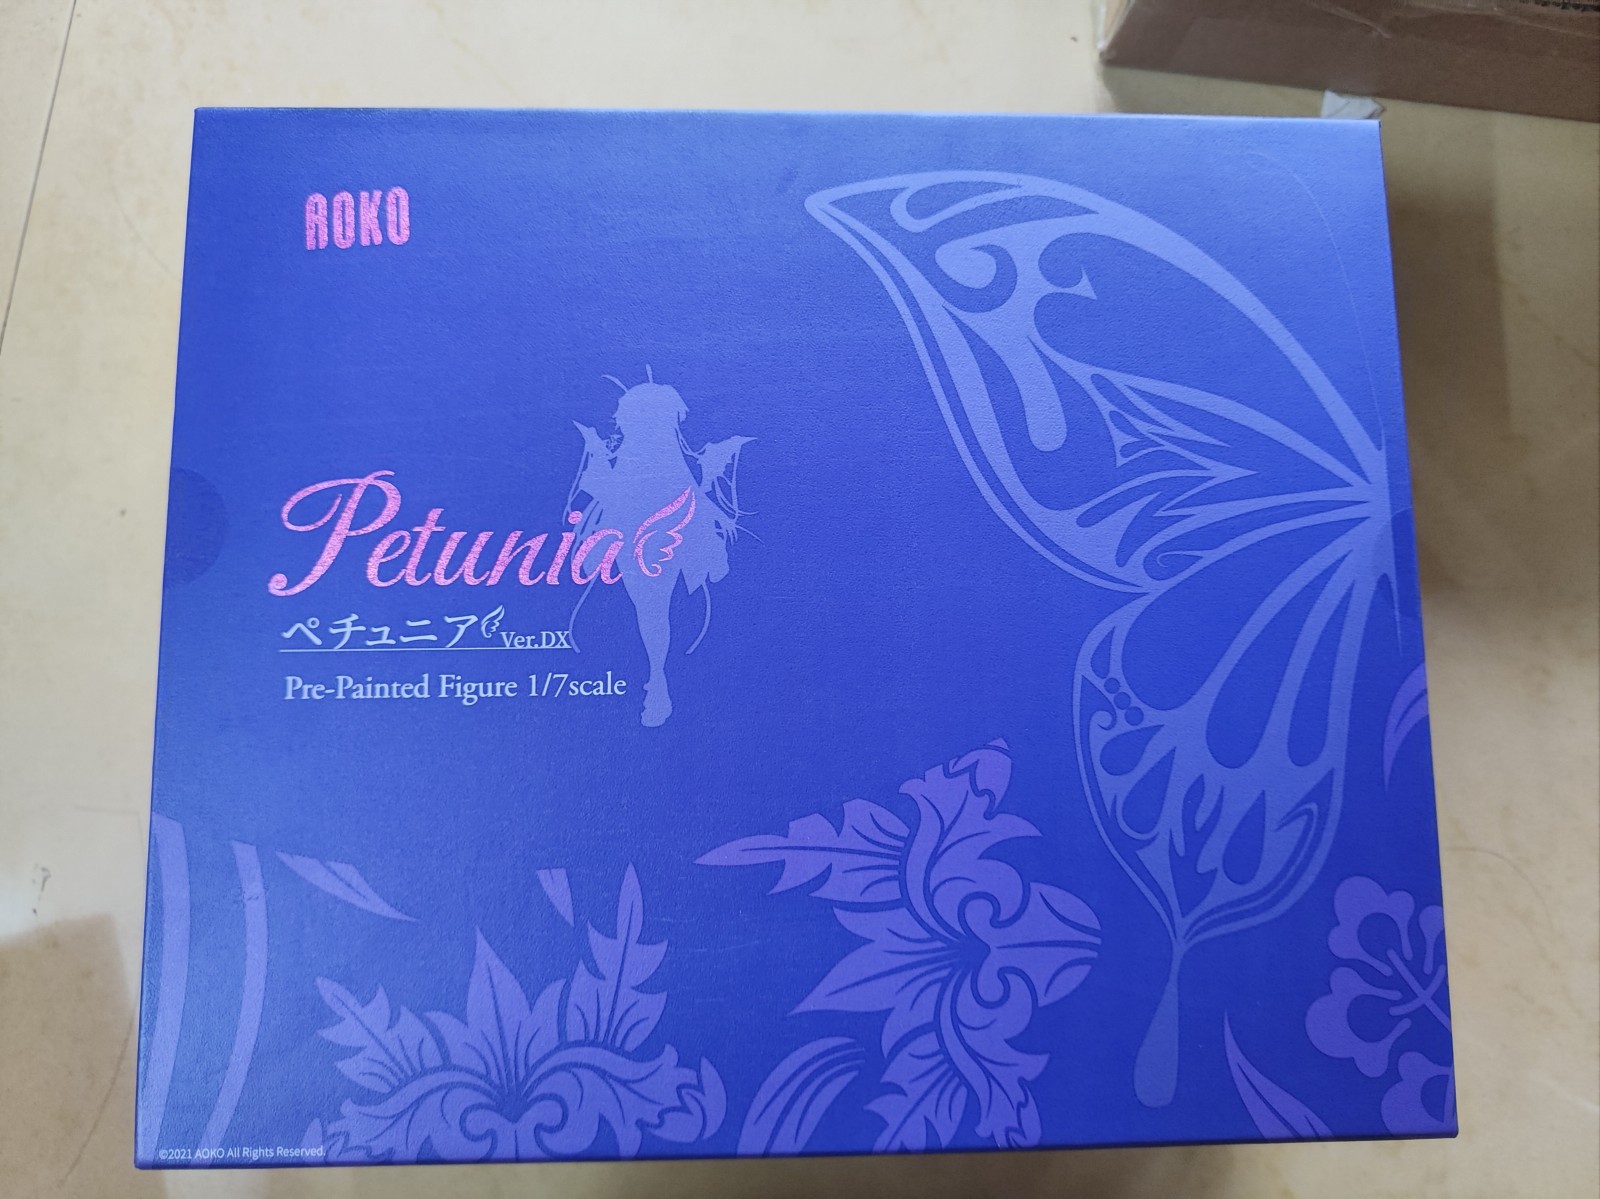 AOKO
Petunia
ペチュニア Ver.DX
Pre-Painted Figure 1/7scale
©2021 AOKO All Rights Reserved.